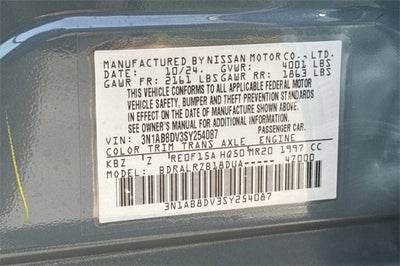 MANUFACTURED BY NISSAN MOTOR CO., LTD.
DATE: 10/24 GVWR: 4001 LBS
GAWR FR: 2161 LBS GAWR RR: 1863 LBS
THIS VEHICLE CONFORMS TO ALL
APPLICABLE FEDERAL MOTOR VEHICLE
SAFETY, BUMPER AND THEFT PREVENTION
STANDARDS IN EFFECT ON THE DATE OF
MANUFACTURE SHOWN ABOVE.
SEE OWNER'S MANUAL FOR ADDITIONAL
INFORMATION.
PASSENGER CAR.
VIN: 3N1AB8DV3SY254087
COLOR TRIM TRANS AXLE ENGINE
KBZ Z RE0F15A HQ50 MR20 1997 CC
MODEL: BDRALRZB18DUA----- 47000
3N1AB8DV3SY254087